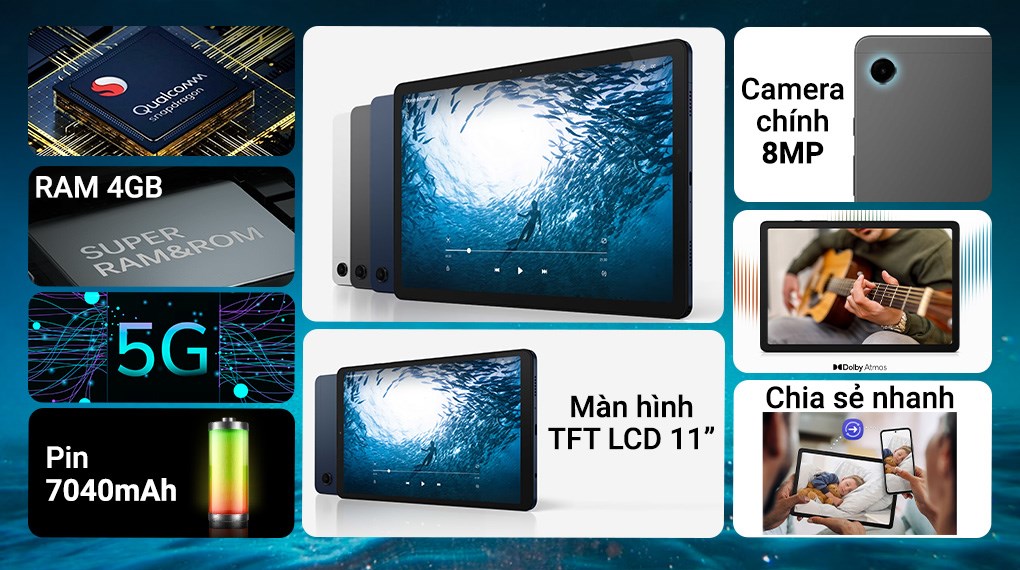 Qualcomm
snapdragon
RAM 4GB
SUPER
RAM&ROM
5G
Pin
7040mAh
Màn hình
TFT LCD 11”
Camera
chính
8MP
Dolby Atmos
Chia sẻ nhanh